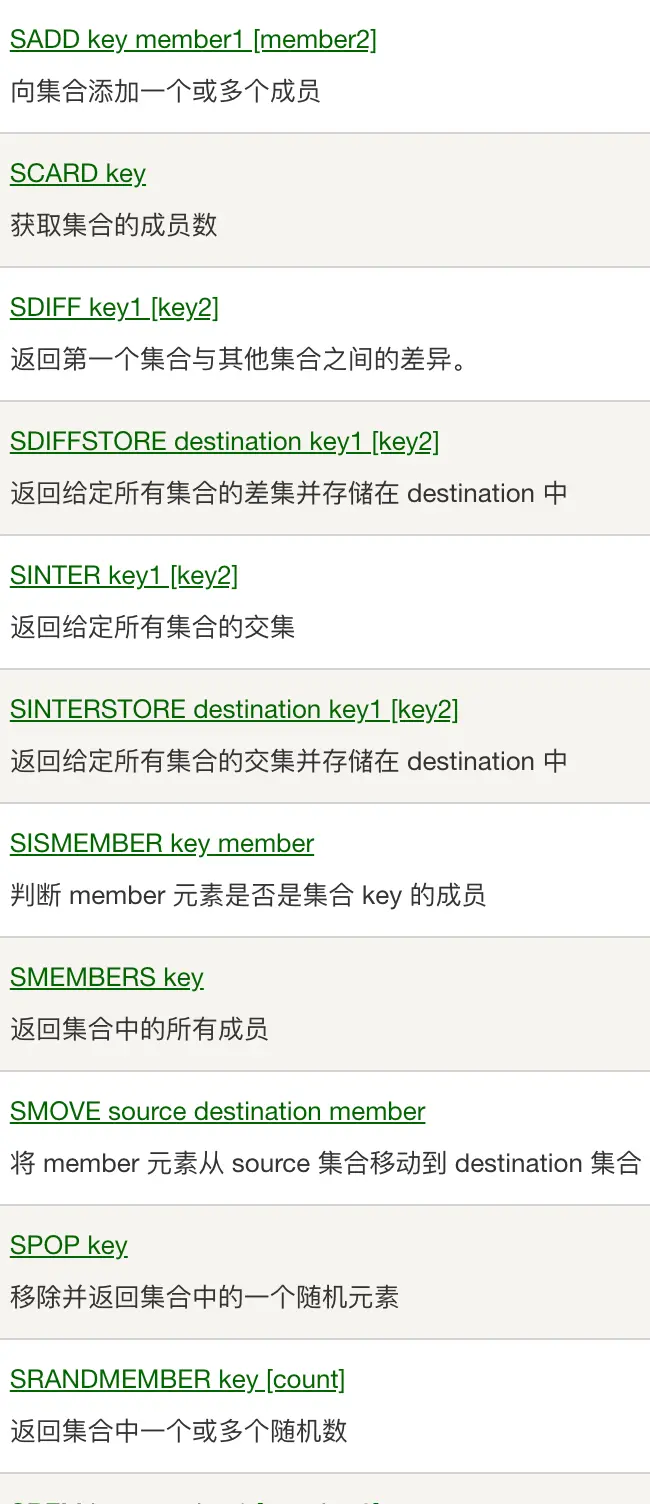 SADD key member1 [member2]
向集合添加一个或多个成员
SCARD key
获取集合的成员数
SDIFF key1 [key2]
返回第一个集合与其他集合之间的差异。
SDIFFSTORE destination key1 [key2]
返回给定所有集合的差集并存储在 destination 中
SINTER key1 [key2]
返回给定所有集合的交集
SINTERSTORE destination key1 [key2]
返回给定所有集合的交集并存储在 destination 中
SISMEMBER key member
判断 member 元素是否是集合 key 的成员
SMEMBERS key
返回集合中的所有成员
SMOVE source destination member
将 member 元素从 source 集合移动到 destination 集合
SPOP key
移除并返回集合中的一个随机元素
SRANDMEMBER key [count]
返回集合中一个或多个随机数